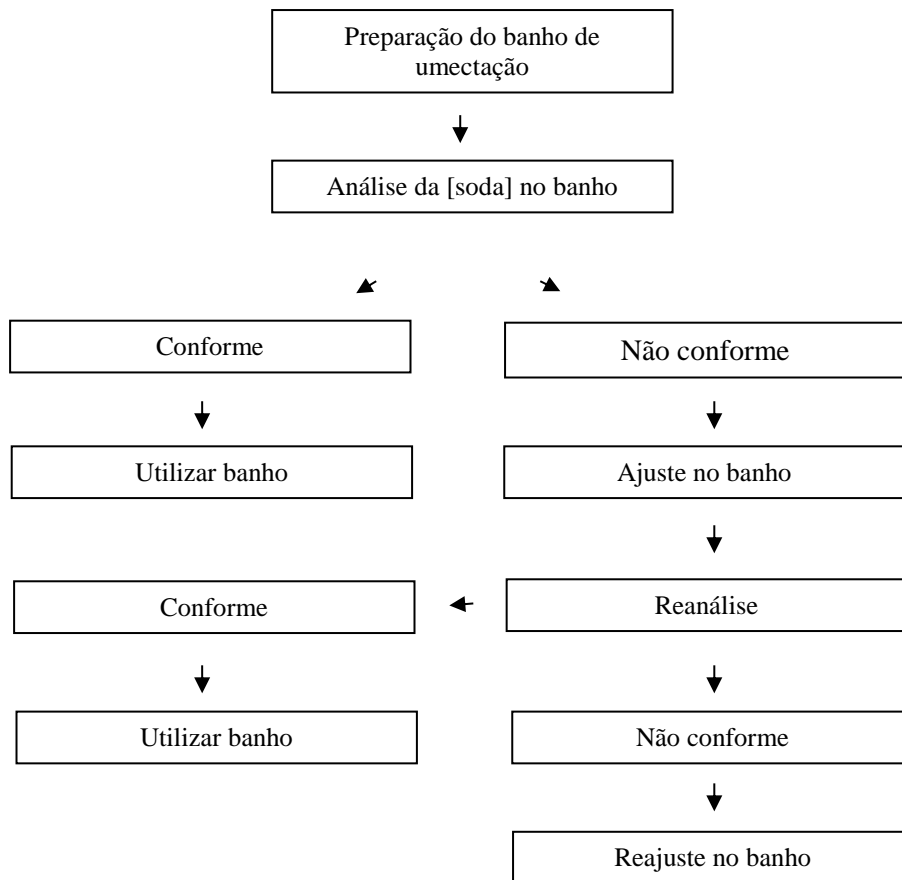 Preparação do banho de
umectação
Análise da [soda] no banho
Conforme
Não conforme
Utilizar banho
Ajuste no banho
Conforme
Reanálise
Utilizar banho
Não conforme
Reajuste no banho